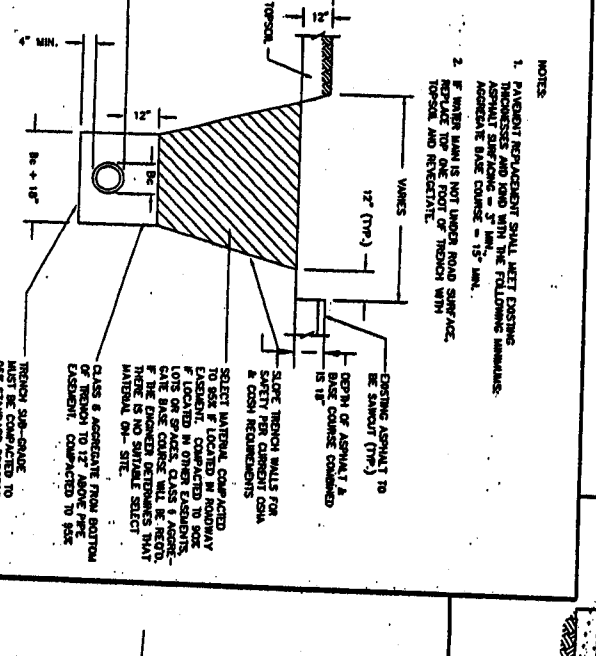 NOTES:
1. PAVEMENT REPLACEMENT SHALL MEET EXISTING
THICKNESSES AND KIND WITH THE FOLLOWING MINIMUMS:
ASPHALT SURFACING = 3" MIN.
AGGREGATE BASE COURSE = 15" MIN.
2. IF WATER MAIN IS NOT UNDER ROAD SURFACE,
REPLACE TOP ONE FOOT OF TRENCH WITH
TOPSOIL AND REVEGETATE.
VARIES
12" (TYP.)
12"
TOPSOIL
EXISTING ASPHALT TO
BE SAWCUT (TYP.)
DEPTH OF ASPHALT &
BASE COURSE COMBINED
IS 18"
SLOPE TRENCH WALLS FOR
SAFETY PER CURRENT OSHA
& COSH REQUIREMENTS
SELECT MATERIAL COMPACTED
TO 95% IF LOCATED IN ROADWAY
EASEMENT. COMPACTED TO 90%
IF LOCATED IN OTHER EASEMENTS,
LOTS OR SPACES. CLASS 6 AGGRE-
GATE BASE COURSE WILL BE REQ'D.
IF THE ENGINEER DETERMINES THAT
THERE IS NO SUITABLE SELECT
MATERIAL ON- SITE.
12"
Bc
4" MIN.
Bc + 18"
CLASS 6 AGGREGATE FROM BOTTOM
OF TRENCH TO 12" ABOVE PIPE
EASEMENT. COMPACTED TO 95%
TRENCH SUB-GRADE
MUST BE COMPACTED TO